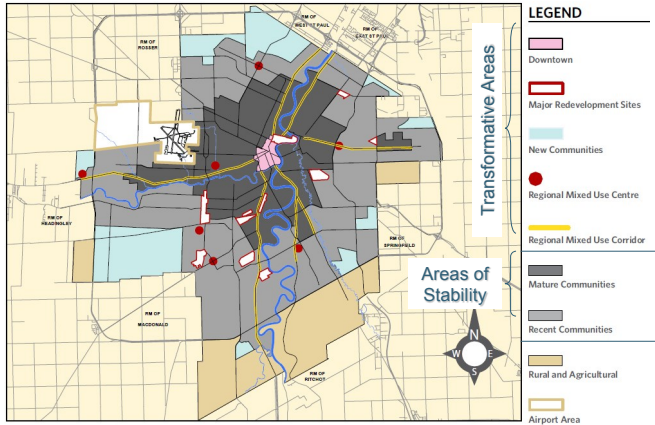 RM OF
WEST ST PAUL
RM OF
EAST ST PAUL
RM OF
ROSSER
RM OF
HEADINGLEY
RM OF
SPRINGFIELD
RM OF
MACDONALD
RM OF
RITCHOT
Transformative Areas
Areas of
Stability
N
W E
S
LEGEND
Downtown
Major Redevelopment Sites
New Communities
Regional Mixed Use Centre
Regional Mixed Use Corridor
Mature Communities
Recent Communities
Rural and Agricultural
Airport Area